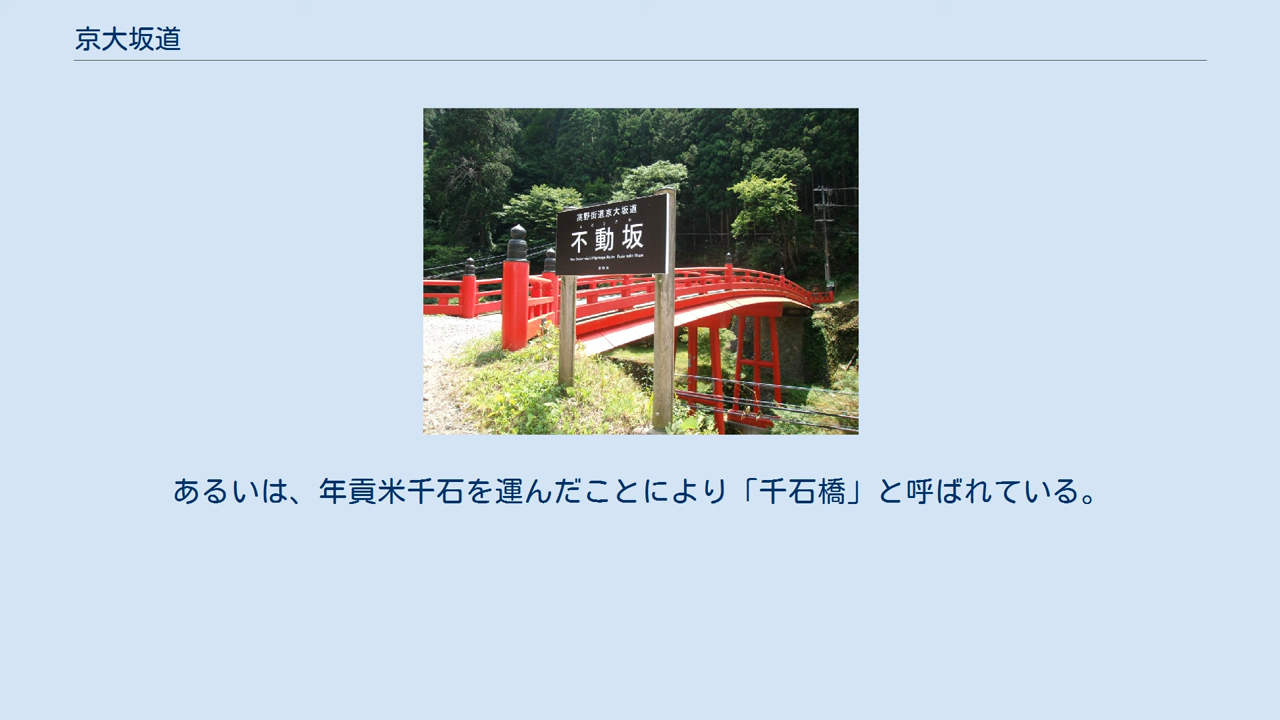 京大坂道
高野街道京大坂道
不動坂
あるいは、年貢米千石を運んだことにより「千石橋」と呼ばれている。